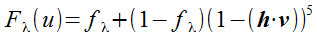 F_λ(u) = f_λ + (1 − f_λ)(1 − (h·v))^5